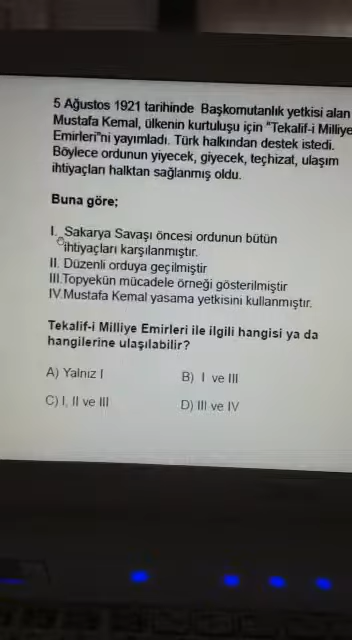 5 Ağustos 1921 tarihinde Başkomutanlık yetkisi alan
Mustafa Kemal, ülkenin kurtuluşu için "Tekalif-i Milliye
Emirleri"ni yayımladı. Türk halkından destek istedi.
Böylece ordunun yiyecek, giyecek, teçhizat, ulaşım
ihtiyaçları halktan sağlanmış oldu.
Buna göre;
I. Sakarya Savaşı öncesi ordunun bütün
ihtiyaçları karşılanmıştır.
II. Düzenli orduya geçilmiştir
III.Topyekün mücadele örneği gösterilmiştir
IV.Mustafa Kemal yasama yetkisini kullanmıştır.
Tekalif-i Milliye Emirleri ile ilgili hangisi ya da
hangilerine ulaşılabilir?
A) Yalnız I
B) I ve III
C) I, II ve III
D) III ve IV